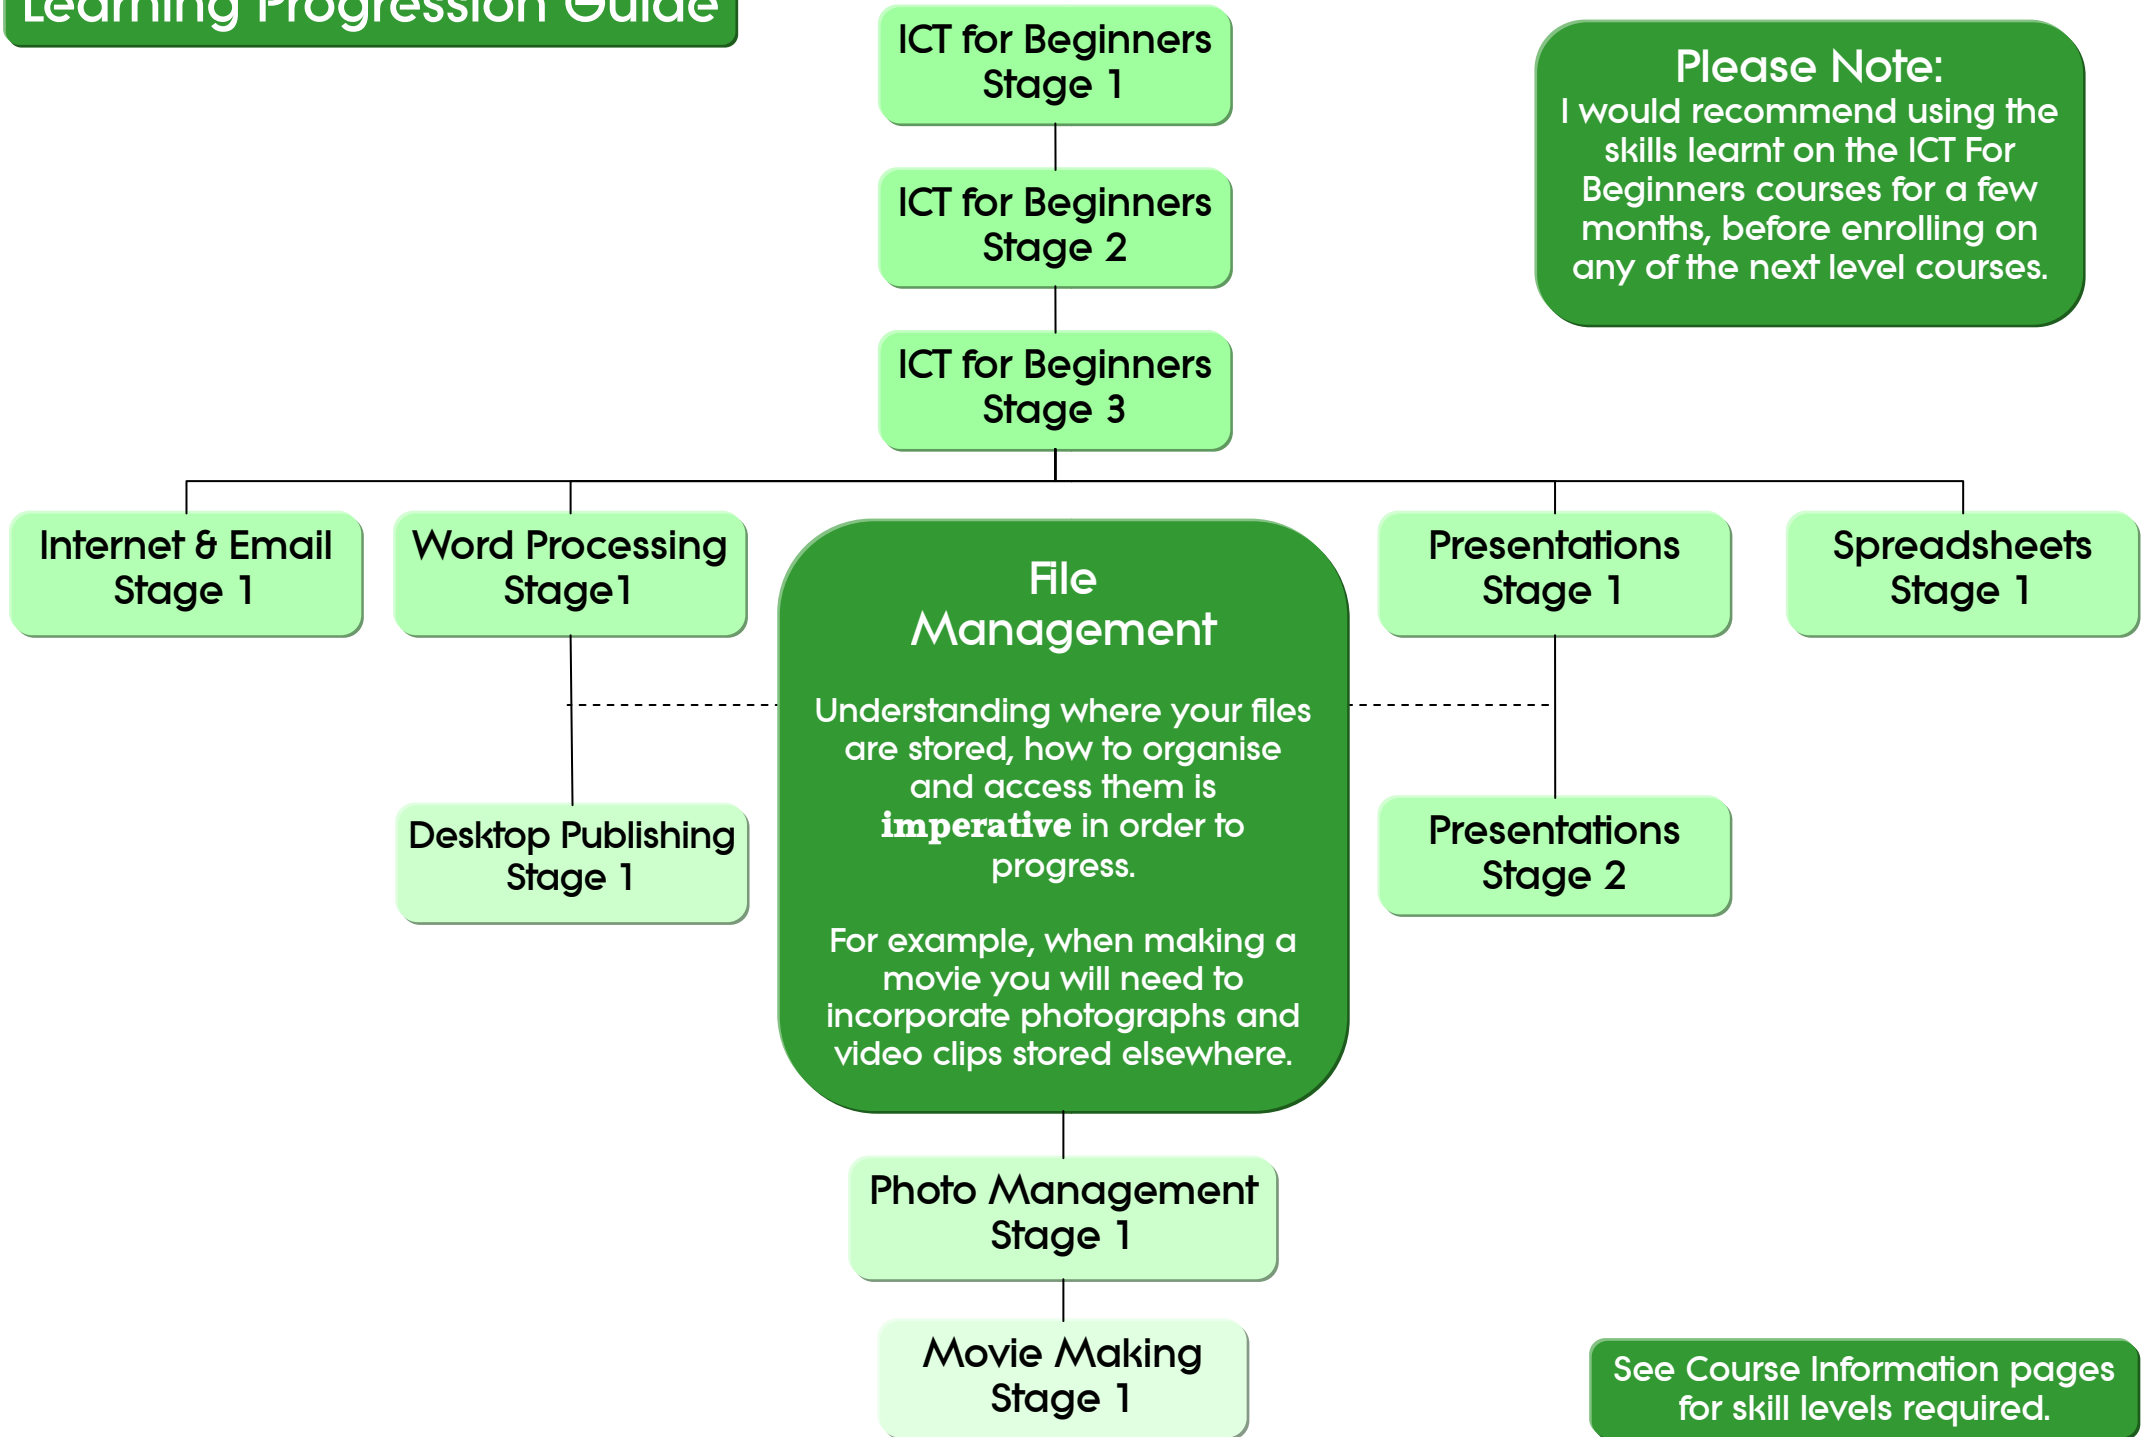 Learning Progression Guide
ICT for Beginners
Stage 1
Please Note:
I would recommend using the
skills learnt on the ICT For
Beginners courses for a few
months, before enrolling on
any of the next level courses.
ICT for Beginners
Stage 2
ICT for Beginners
Stage 3
Internet & Email
Stage 1
Word Processing
Stage1
Presentations
Stage 1
Spreadsheets
Stage 1
File
Management
Understanding where your files
are stored, how to organise
and access them is
imperative in order to
progress.
For example, when making a
movie you will need to
incorporate photographs and
video clips stored elsewhere.
Desktop Publishing
Stage 1
Presentations
Stage 2
Photo Management
Stage 1
Movie Making
Stage 1
See Course Information pages
for skill levels required.